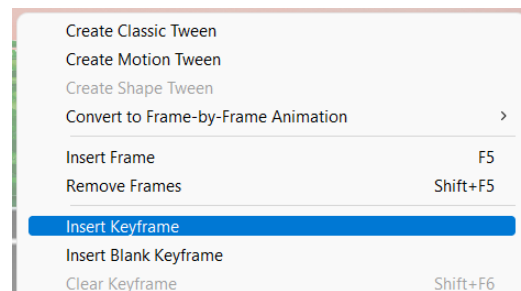 Create Classic Tween
Create Motion Tween
Create Shape Tween
Convert to Frame-by-Frame Animation >
Insert Frame F5
Remove Frames Shift+F5
Insert Keyframe
Insert Blank Keyframe
Clear Keyframe Shift+F6